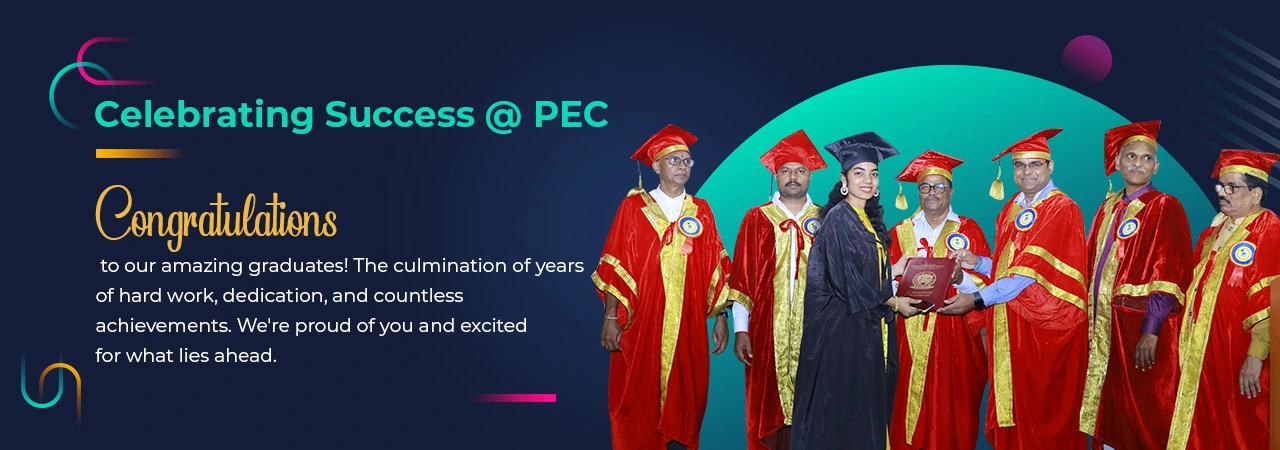 Celebrating Success @ PEC
Congratulations
to our amazing graduates! The culmination of years
of hard work, dedication, and countless
achievements. We're proud of you and excited
for what lies ahead.